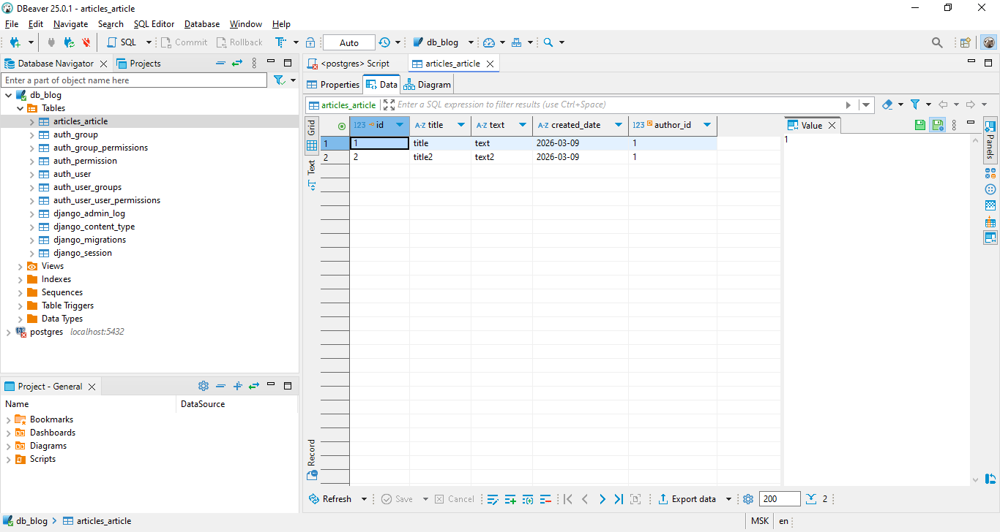 DBeaver 25.0.1 - articles_article
File Edit Navigate Search SQL Editor Database Window Help
SQL Commit Rollback Auto db_blog
Database Navigator Projects
Enter a part of object name here
db_blog
Tables
articles_article
auth_group
auth_group_permissions
auth_permission
auth_user
auth_user_groups
auth_user_user_permissions
django_admin_log
django_content_type
django_migrations
django_session
Views
Indexes
Sequences
Table Triggers
Data Types
postgres localhost:5432
Project - General
Name DataSource
Bookmarks
Dashboards
Diagrams
Scripts
<postgres> Script articles_article
Properties Data Diagram
articles_article Enter a SQL expression to filter results (use Ctrl+Space)
Grid
Text
Record
123 id A-Z title A-Z text A-Z created_date 123 author_id
1 1 title text 2026-03-09 1
2 2 title2 text2 2026-03-09 1
Value
1
Panels
Refresh Save Cancel Export data 200 2
db_blog articles_article
MSK en